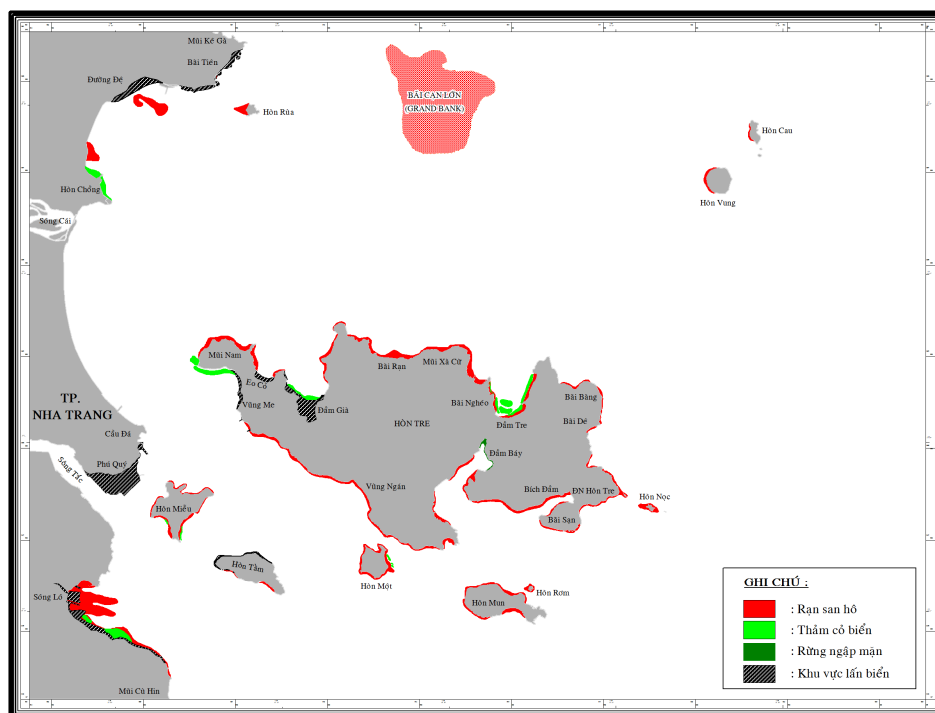 Mũi Kê Gà
Bãi Tiên
Đường Đệ
Hòn Rùa
BÃI CẠN LỚN
(GRAND BANK)
Hòn Cau
Hòn Vung
Hòn Chồng
Sông Cái
Mũi Nam
Bãi Rạn
Mũi Xà Cừ
Eo Cỏ
Vũng Me
Đầm Già
Bãi Nghéo
Bãi Bàng
Bãi Dé
TP.
NHA TRANG
HÒN TRE
Đầm Tre
Cầu Đá
Phú Quý
Sông Tắc
Đầm Bấy
Vũng Ngán
Bích Đầm
ĐN Hòn Tre
Hòn Nọc
Hòn Miễu
Bãi Sạn
Hòn Tằm
Hòn Một
Hòn Rơm
Hòn Mun
Sông Lô
Mũi Cù Hin
GHI CHÚ :
: Rạn san hô
: Thảm cỏ biển
: Rừng ngập mặn
: Khu vực lấn biển